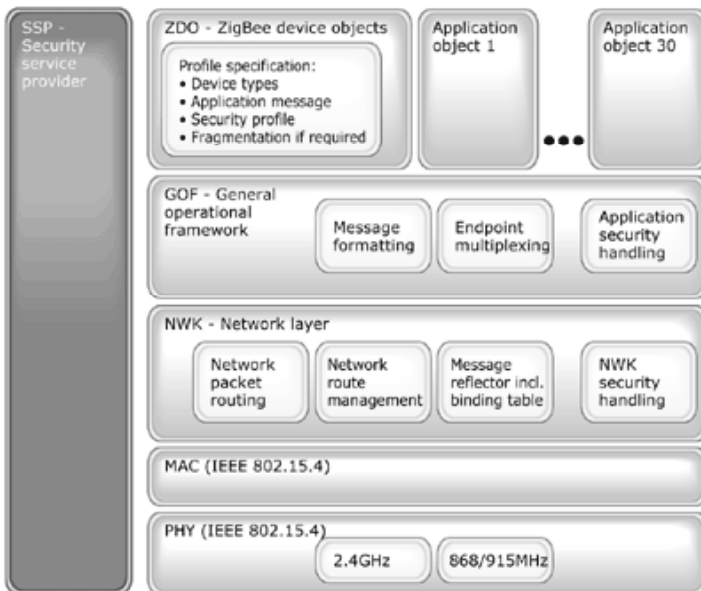 SSP -
Security
service
provider
ZDO - ZigBee device objects
Profile specification:
• Device types
• Application message
• Security profile
• Fragmentation if required
Application
object 1
Application
object 30
GOF - General
operational
framework
Message
formatting
Endpoint
multiplexing
Application
security
handling
NWK - Network layer
Network
packet
routing
Network
route
management
Message
reflector incl.
binding table
NWK
security
handling
MAC (IEEE 802.15.4)
PHY (IEEE 802.15.4)
2.4GHz
868/915MHz